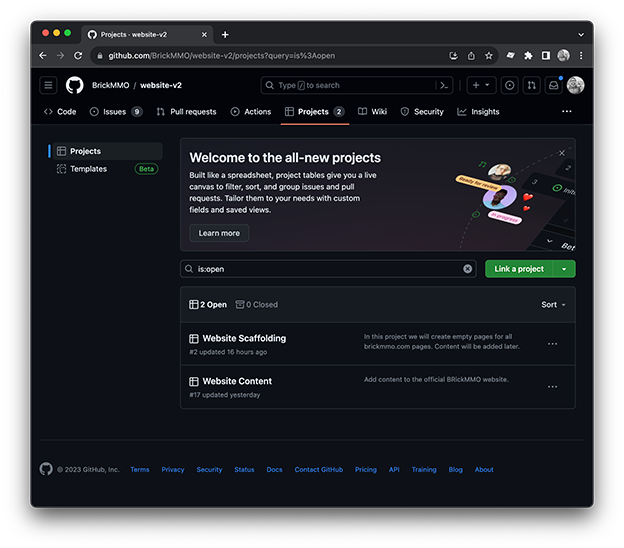 Projects · website-v2
github.com/BrickMMO/website-v2/projects?query=is%3Aopen
BrickMMO / website-v2
Type / to search
Code
Issues 9
Pull requests
Actions
Projects 2
Wiki
Security
Insights
Projects
Templates Beta
Welcome to the all-new projects
Built like a spreadsheet, project tables give you a live
canvas to filter, sort, and group issues and pull
requests. Tailor them to your needs with custom
fields and saved views.
Learn more
Ready for review
In progress
3
Initi
Bet
is:open
Link a project
2 Open
0 Closed
Sort
Website Scaffolding
#2 updated 16 hours ago
In this project we will create empty pages for all
brickmmo.com pages. Content will be added later.
Website Content
#17 updated yesterday
Add content to the official BRickMMO website.
© 2023 GitHub, Inc.
Terms
Privacy
Security
Status
Docs
Contact GitHub
Pricing
API
Training
Blog
About